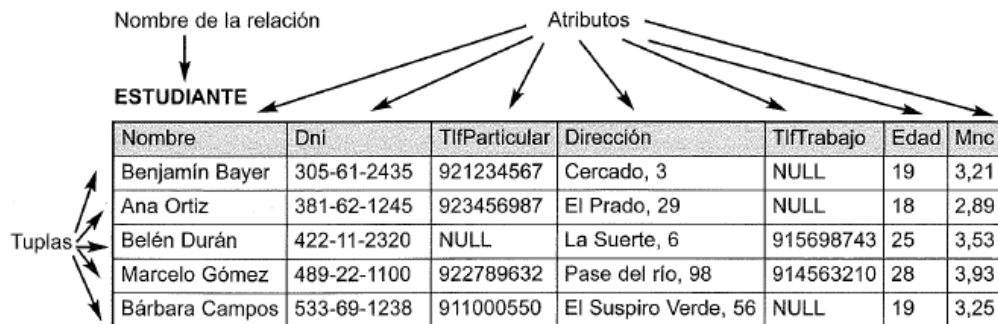 Nombre de la relación
Atributos
ESTUDIANTE
Nombre Dni TlfParticular Dirección TlfTrabajo Edad Mnc
Benjamín Bayer 305-61-2435 921234567 Cercado, 3 NULL 19 3,21
Ana Ortiz 381-62-1245 923456987 El Prado, 29 NULL 18 2,89
Tuplas Belén Durán 422-11-2320 NULL La Suerte, 6 915698743 25 3,53
Marcelo Gómez 489-22-1100 922789632 Pase del río, 98 914563210 28 3,93
Bárbara Campos 533-69-1238 911000550 El Suspiro Verde, 56 NULL 19 3,25